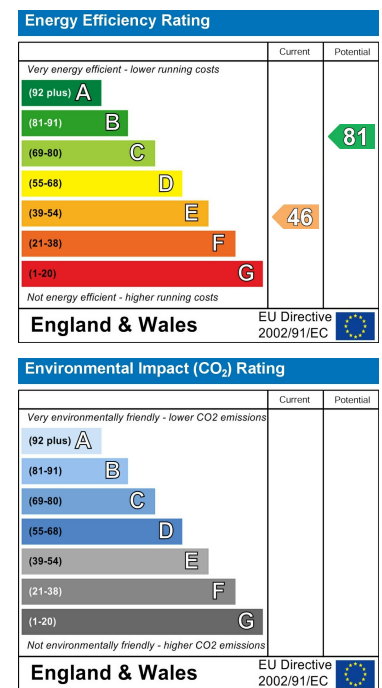 Energy Efficiency Rating
Current Potential
Very energy efficient - lower running costs
(92 plus) A
(81-91) B
81
(69-80) C
(55-68) D
(39-54) E
46
(21-38) F
(1-20) G
Not energy efficient - higher running costs
England & Wales
EU Directive
2002/91/EC
Environmental Impact (CO₂) Rating
Current Potential
Very environmentally friendly - lower CO2 emissions
(92 plus) A
(81-91) B
(69-80) C
(55-68) D
(39-54) E
(21-38) F
(1-20) G
Not environmentally friendly - higher CO2 emissions
England & Wales
EU Directive
2002/91/EC